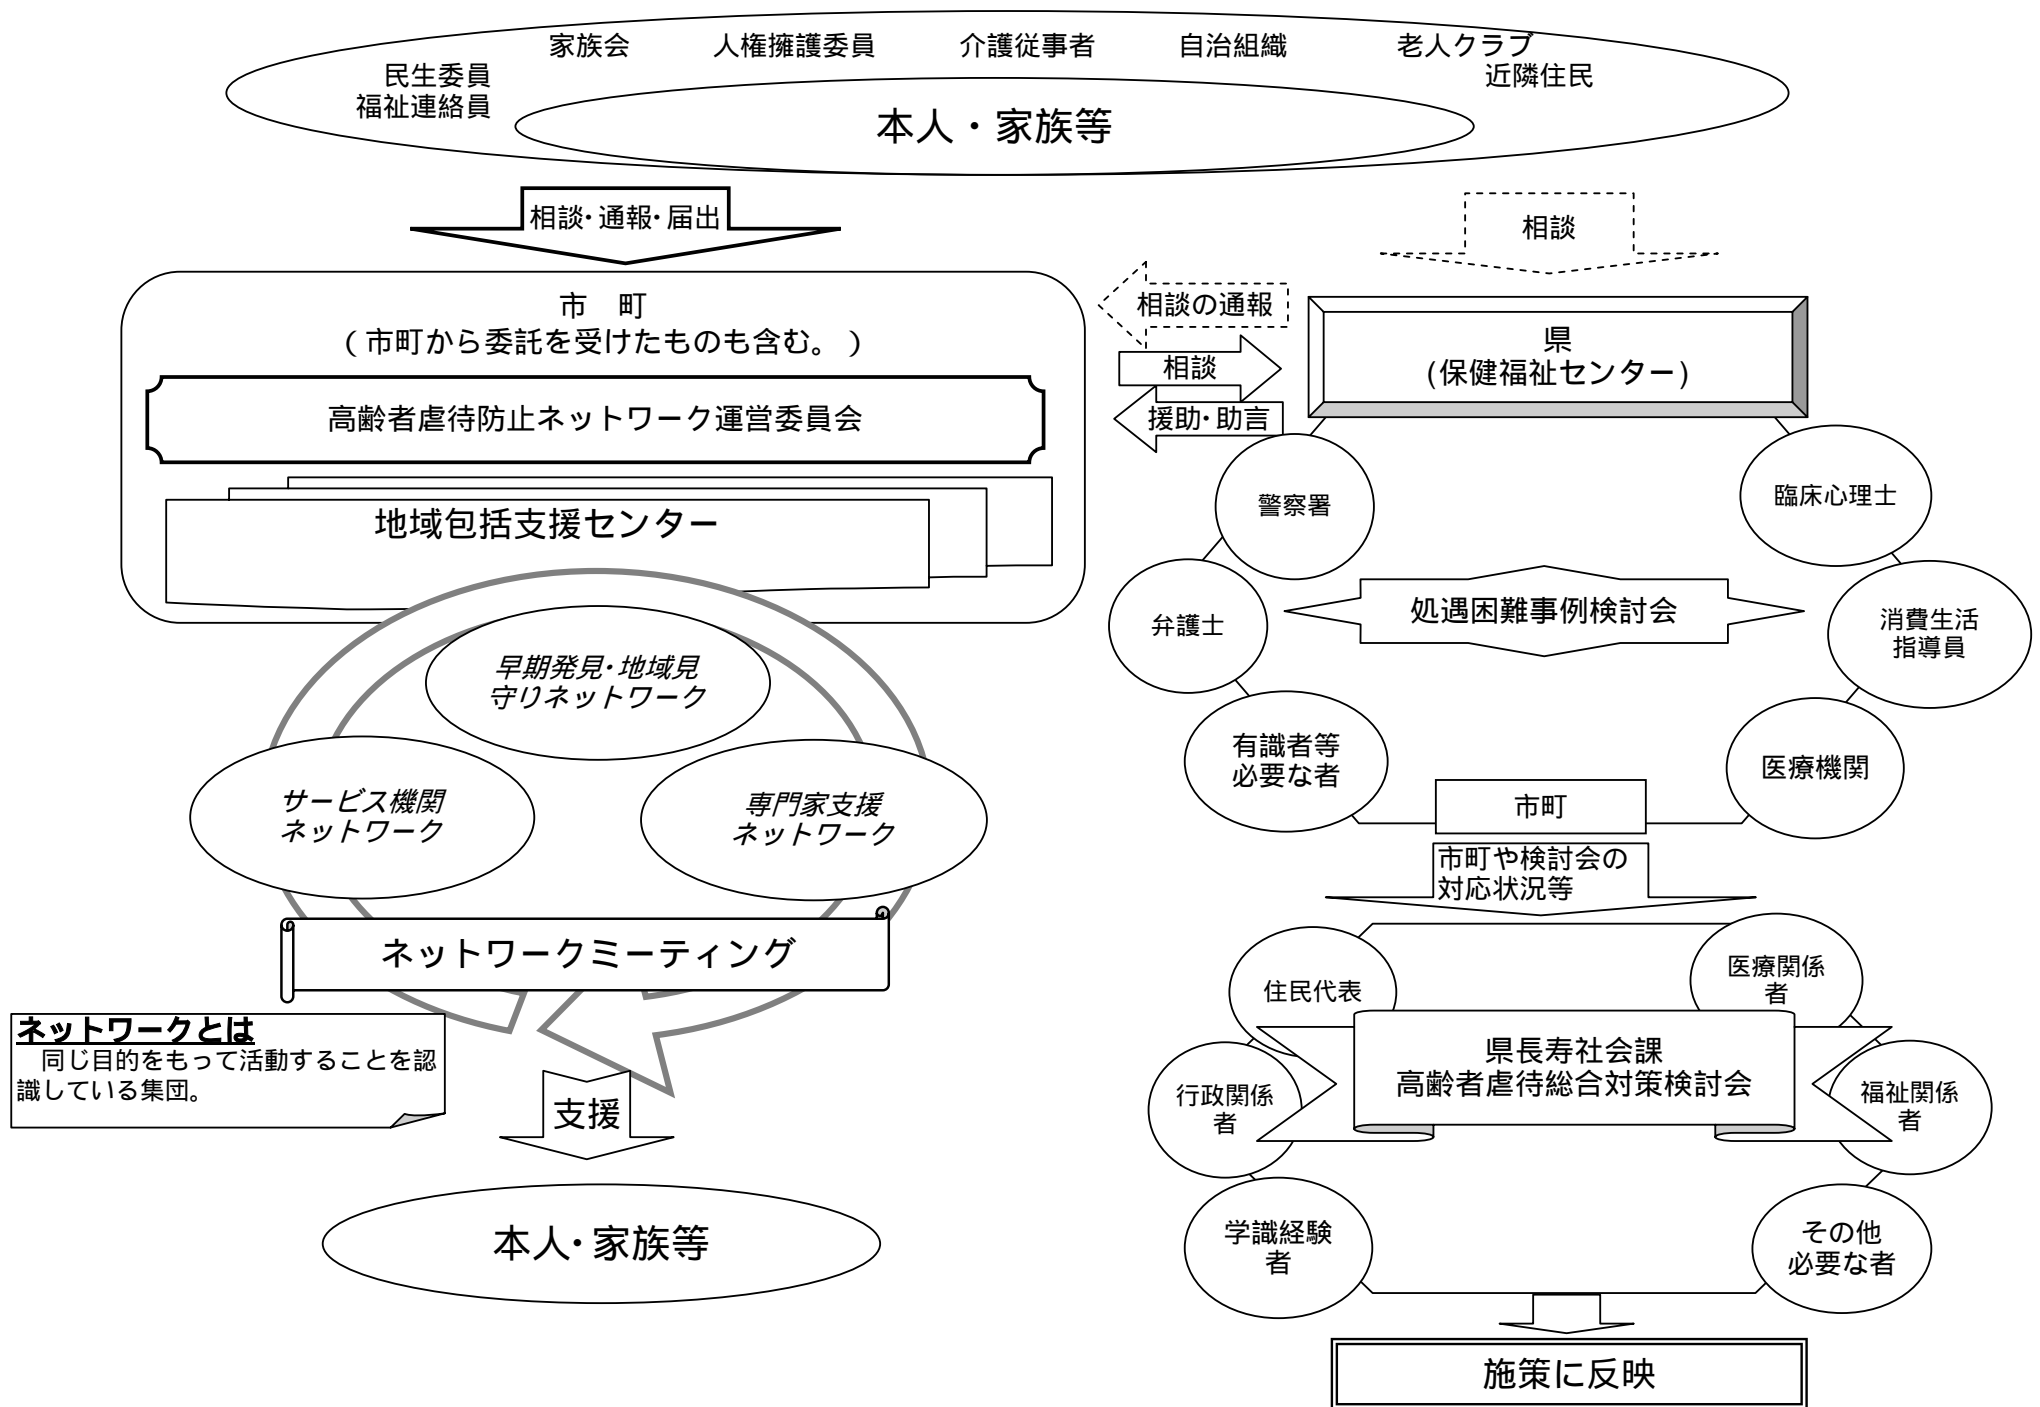 家族会 人権擁護委員 介護従事者 自治組織 老人クラブ
民生委員
福祉連絡員
近隣住民
本人・家族等
相談・通報・届出
相談
市　町
（市町から委託を受けたものも含む。）
高齢者虐待防止ネットワーク運営委員会
地域包括支援センター
相談の通報
相談
援助・助言
県
(保健福祉センター)
警察署
臨床心理士
弁護士
処遇困難事例検討会
消費生活
指導員
有識者等
必要な者
医療機関
市町
早期発見・地域見
守りネットワーク
サービス機関
ネットワーク
専門家支援
ネットワーク
ネットワークミーティング
ネットワークとは
　同じ目的をもって活動することを認
識している集団。
支援
本人・家族等
市町や検討会の
対応状況等
住民代表
医療関係
者
県長寿社会課
高齢者虐待総合対策検討会
行政関係
者
福祉関係
者
学識経験
者
その他
必要な者
施策に反映